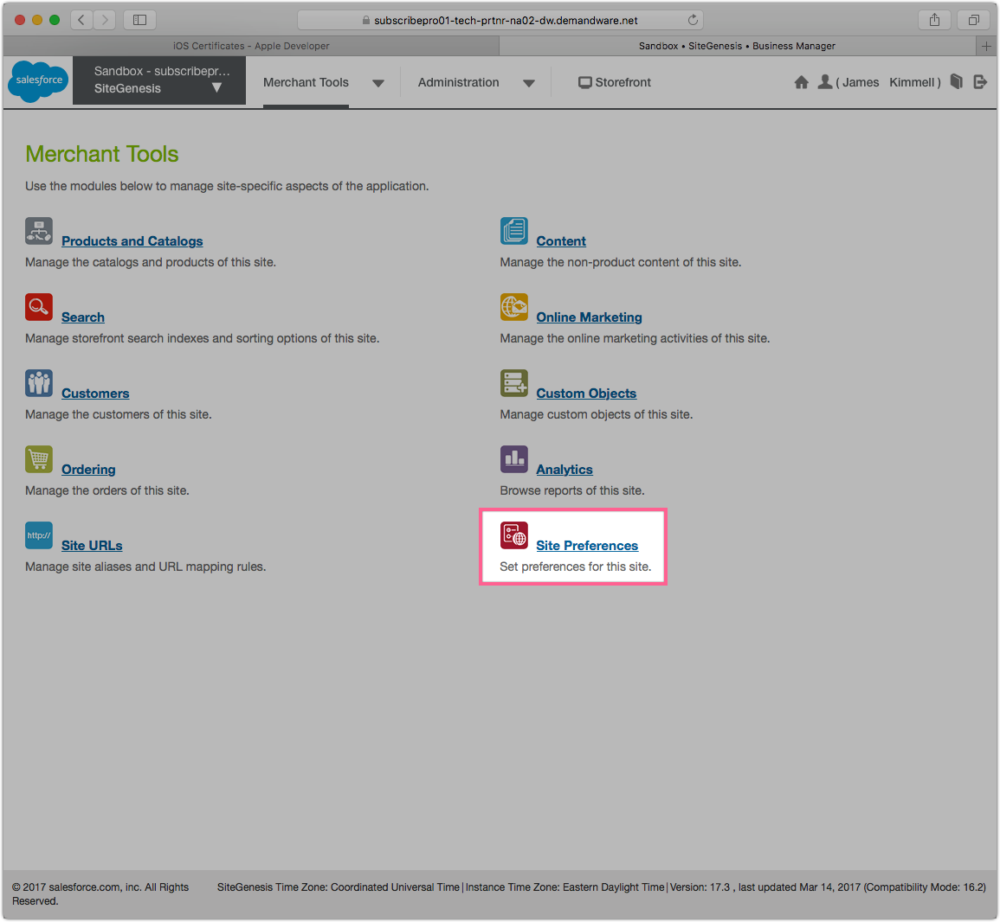 subscribepro01-tech-prtnr-na02-dw.demandware.net
iOS Certificates - Apple Developer
Sandbox • SiteGenesis • Business Manager
salesforce
Sandbox - subscribepr...
SiteGenesis
Merchant Tools
Administration
Storefront
( James Kimmell )
Merchant Tools
Use the modules below to manage site-specific aspects of the application.
Products and Catalogs
Manage the catalogs and products of this site.
Content
Manage the non-product content of this site.
Search
Manage storefront search indexes and sorting options of this site.
Online Marketing
Manage the online marketing activities of this site.
Customers
Manage the customers of this site.
Custom Objects
Manage custom objects of this site.
Ordering
Manage the orders of this site.
Analytics
Browse reports of this site.
http://
Site URLs
Manage site aliases and URL mapping rules.
Site Preferences
Set preferences for this site.
© 2017 salesforce.com, inc. All Rights
Reserved.
SiteGenesis Time Zone: Coordinated Universal Time | Instance Time Zone: Eastern Daylight Time | Version: 17.3 , last updated Mar 14, 2017 (Compatibility Mode: 16.2)